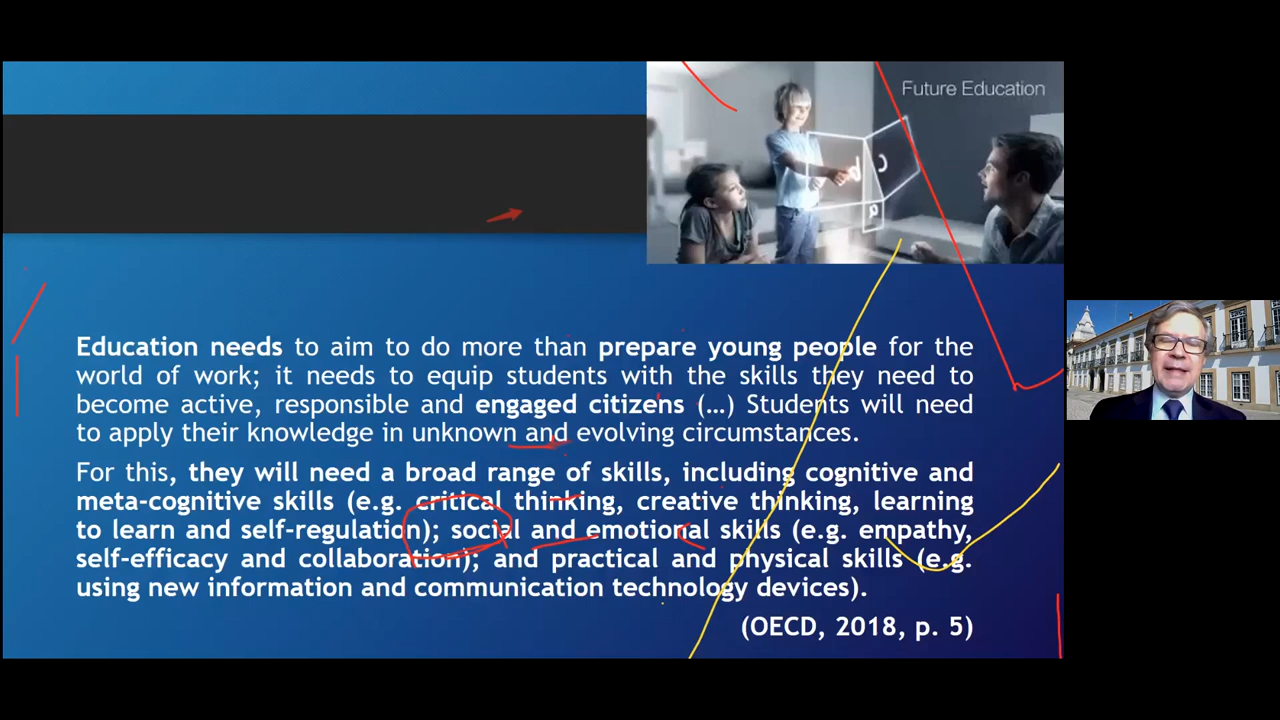 Future Education
Education needs to aim to do more than prepare young people for the
world of work; it needs to equip students with the skills they need to
become active, responsible and engaged citizens (…) Students will need
to apply their knowledge in unknown and evolving circumstances.
For this, they will need a broad range of skills, including cognitive and
meta-cognitive skills (e.g. critical thinking, creative thinking, learning
to learn and self-regulation); social and emotional skills (e.g. empathy,
self-efficacy and collaboration); and practical and physical skills (e.g.
using new information and communication technology devices).
(OECD, 2018, p. 5)